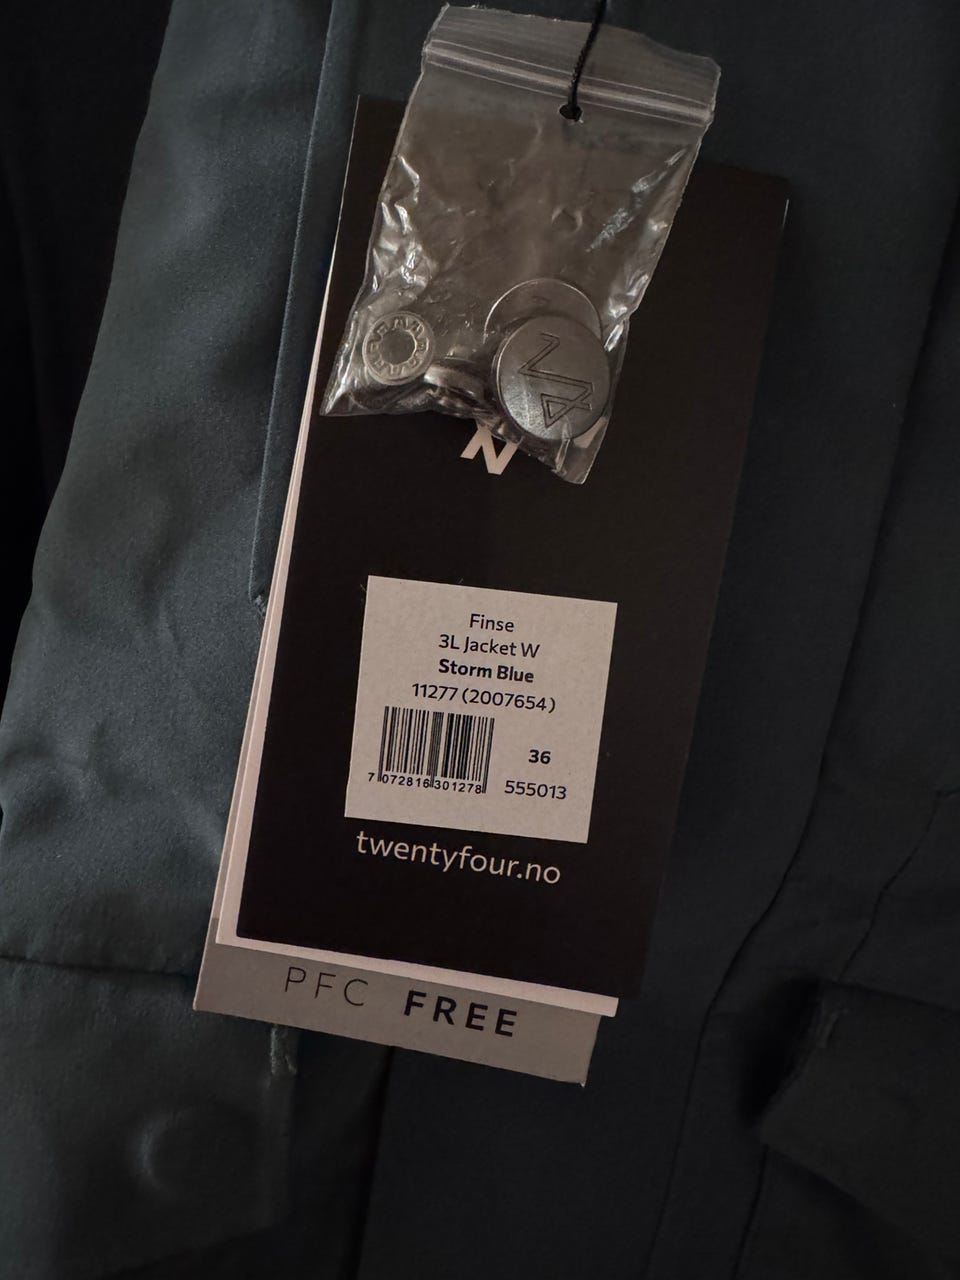 N
Finse
3L Jacket W
Storm Blue
11277 (2007654)
36
7 072816 301278
555013
twentyfour.no
PFC FREE